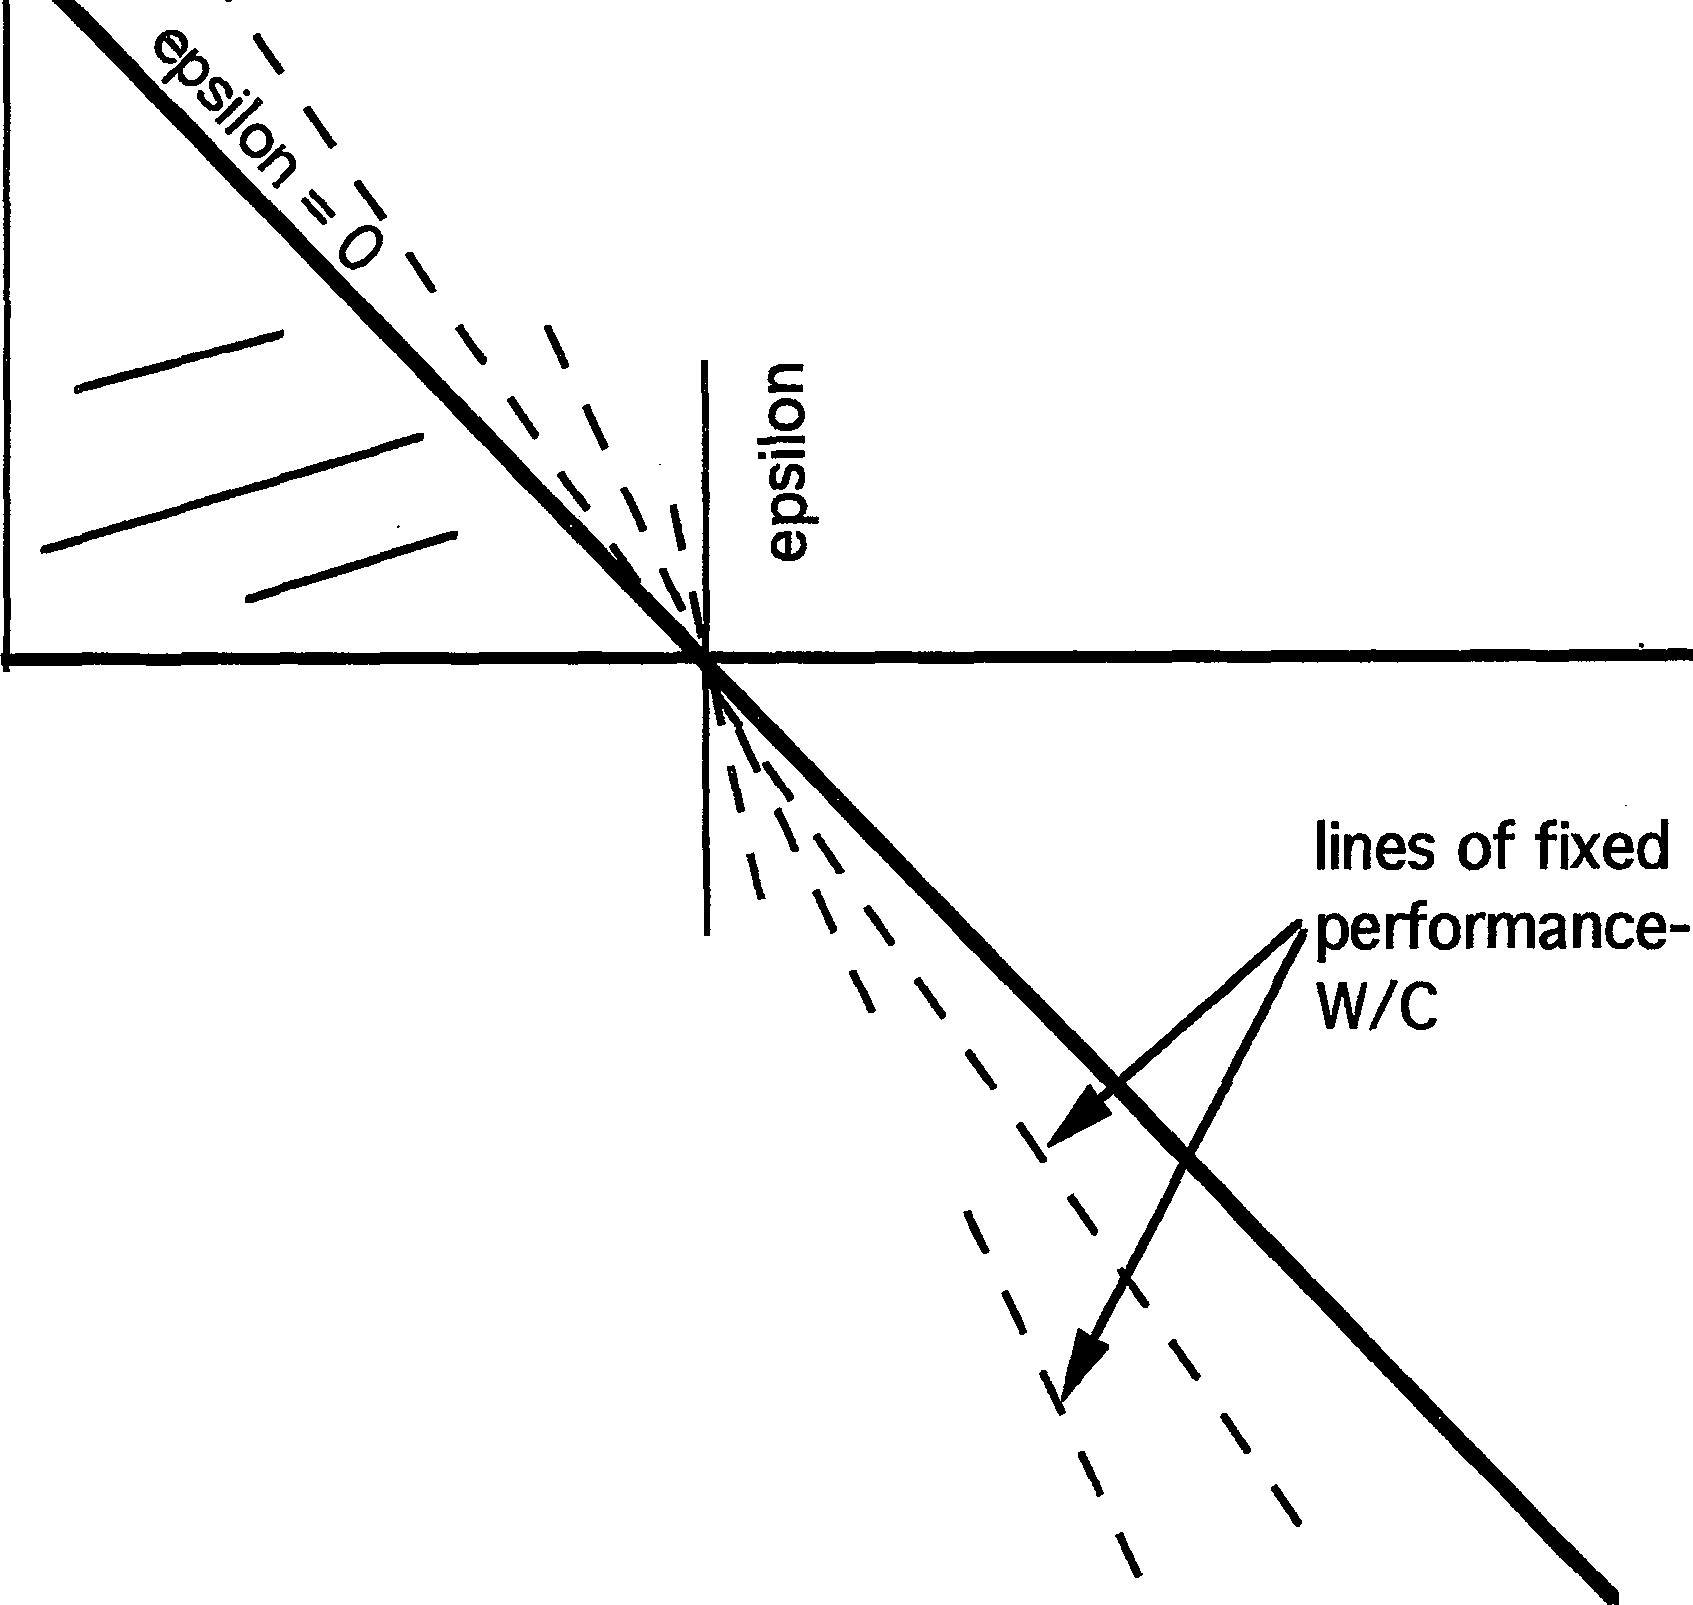 epsilon = 0
epsilon
lines of fixed
performance-
W/C